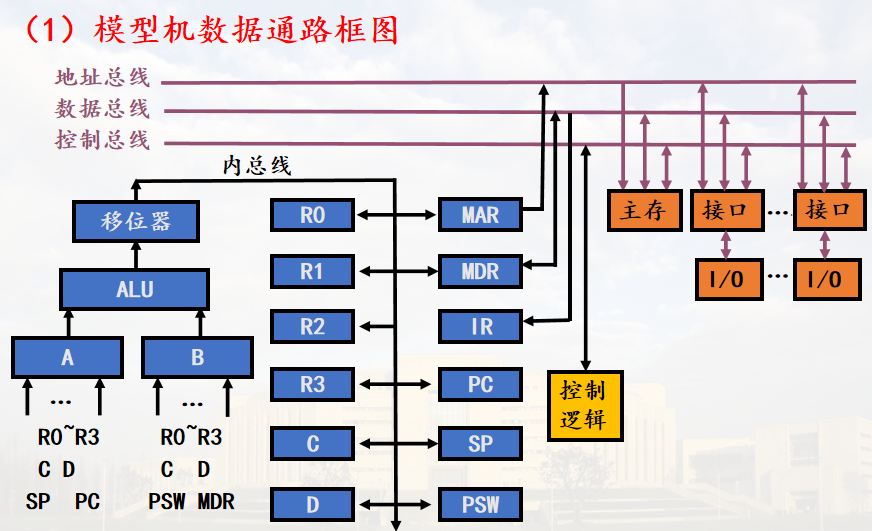 （1）模型机数据通路框图
地址总线
数据总线
控制总线
内总线
移位器
ALU
A
B
...
...
R0~R3
C D
SP PC
R0~R3
C D
PSW MDR
R0
R1
R2
R3
C
D
MAR
MDR
IR
PC
SP
PSW
控制
逻辑
主存
接口
...
接口
I/O
...
I/O